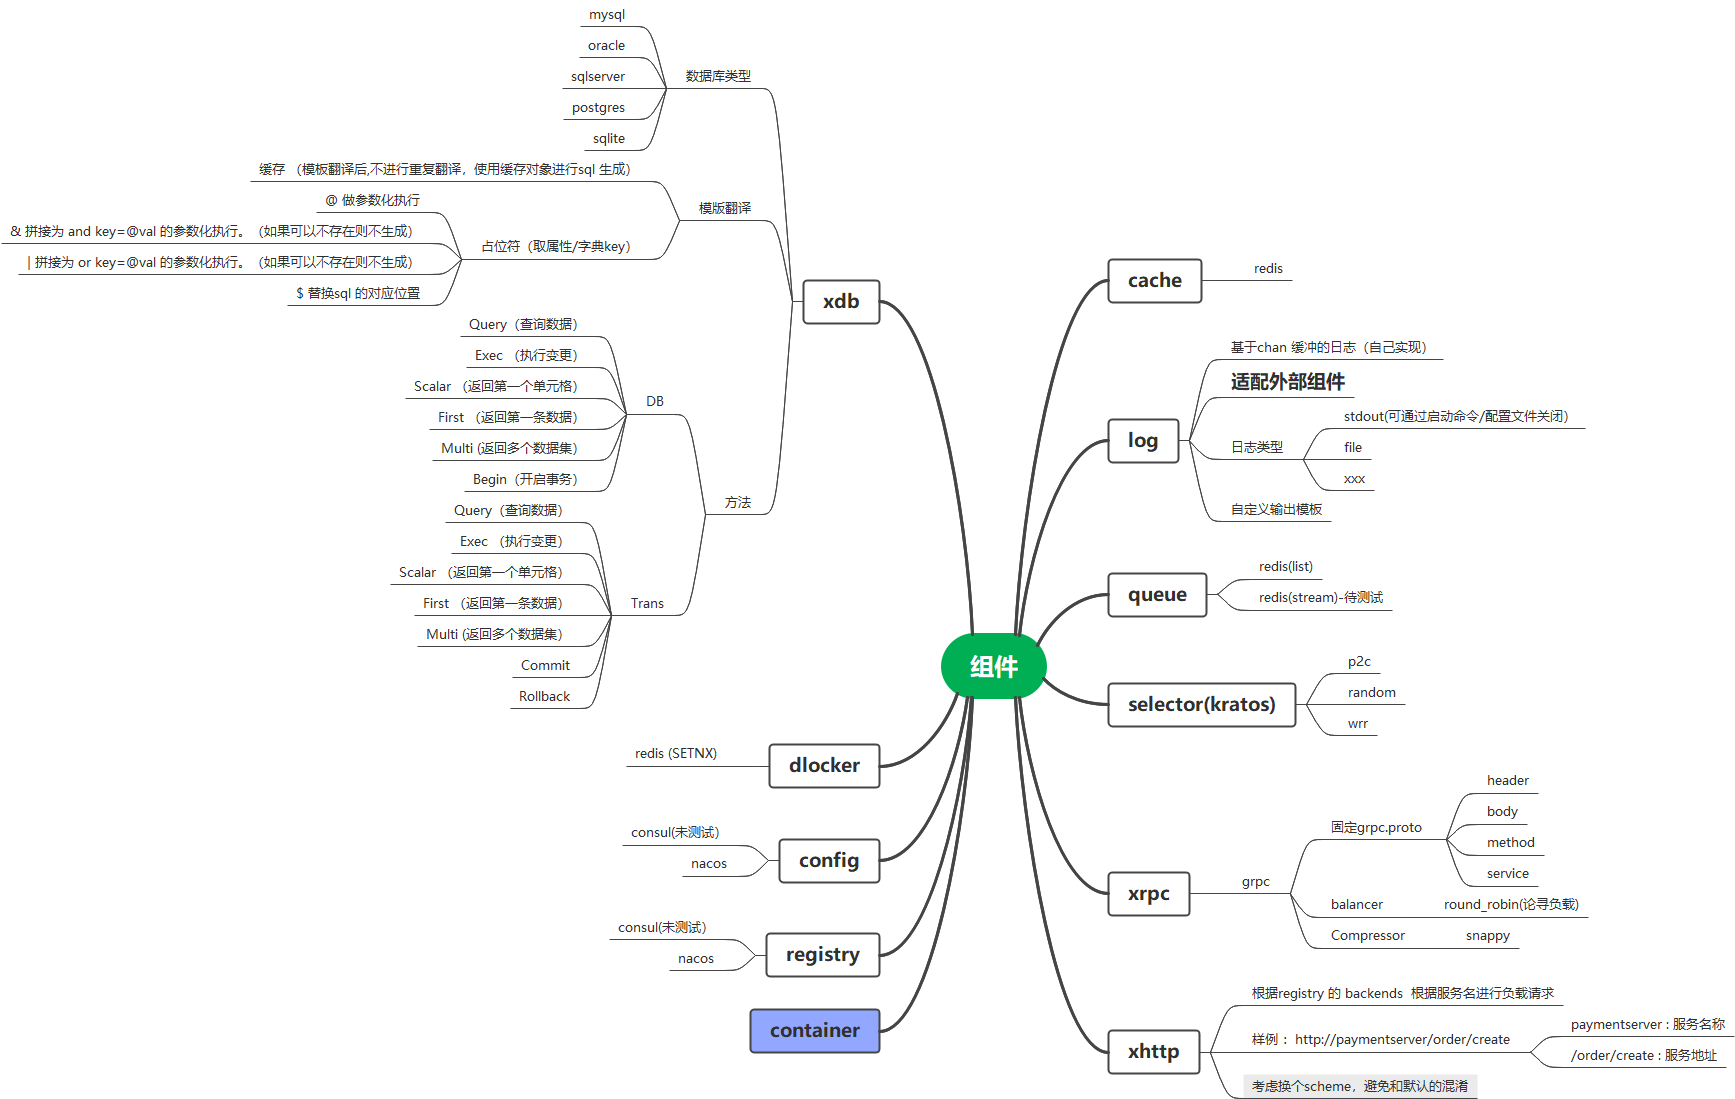 组件
xdb
数据库类型
mysql
oracle
sqlserver
postgres
sqlite
模版翻译
缓存 （模板翻译后,不进行重复翻译，使用缓存对象进行sql 生成）
占位符（取属性/字典key）
@ 做参数化执行
& 拼接为 and key=@val 的参数化执行。（如果可以不存在则不生成）
| 拼接为 or key=@val 的参数化执行。（如果可以不存在则不生成）
$ 替换sql 的对应位置
方法
DB
Query（查询数据）
Exec （执行变更）
Scalar （返回第一个单元格）
First （返回第一条数据）
Multi (返回多个数据集）
Begin（开启事务）
Trans
Query（查询数据）
Exec （执行变更）
Scalar （返回第一个单元格）
First （返回第一条数据）
Multi (返回多个数据集）
Commit
Rollback
dlocker
redis (SETNX)
config
consul(未测试）
nacos
registry
consul(未测试）
nacos
container
cache
redis
log
基于chan 缓冲的日志（自己实现）
适配外部组件
日志类型
stdout(可通过启动命令/配置文件关闭）
file
xxx
自定义输出模板
queue
redis(list)
redis(stream)-待测试
selector(kratos)
p2c
random
wrr
xrpc
grpc
固定grpc.proto
header
body
method
service
balancer
round_robin(论寻负载)
Compressor
snappy
xhttp
根据registry 的 backends  根据服务名进行负载请求
样例： http://paymentserver/order/create
paymentserver : 服务名称
/order/create : 服务地址
考虑换个scheme，避免和默认的混淆